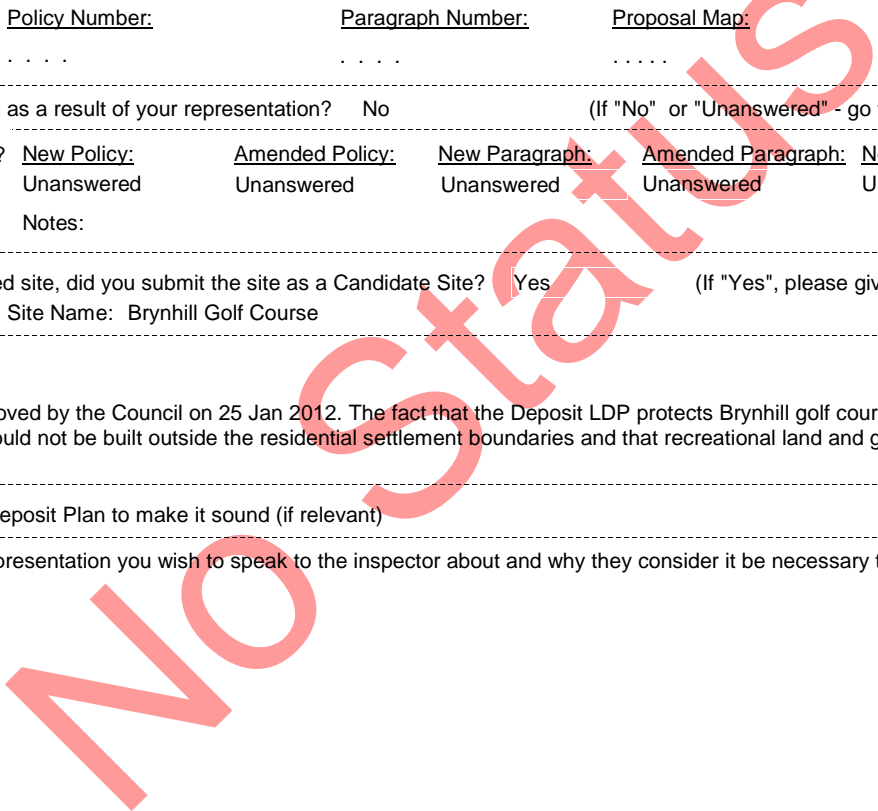 Policy Number: Paragraph Number: Proposal Map:
. . . . . . . . . . . . .
as a result of your representation? No (If "No" or "Unanswered" - go
? New Policy: Amended Policy: New Paragraph: Amended Paragraph:
Unanswered Unanswered Unanswered Unanswered
Notes:
ed site, did you submit the site as a Candidate Site? Yes (If "Yes", please giv
Site Name: Brynhill Golf Course
oved by the Council on 25 Jan 2012. The fact that the Deposit LDP protects Brynhill golf cour
ould not be built outside the residential settlement boundaries and that recreational land and g
eposit Plan to make it sound (if relevant)
presentation you wish to speak to the inspector about and why they consider it be necessary t
No Status